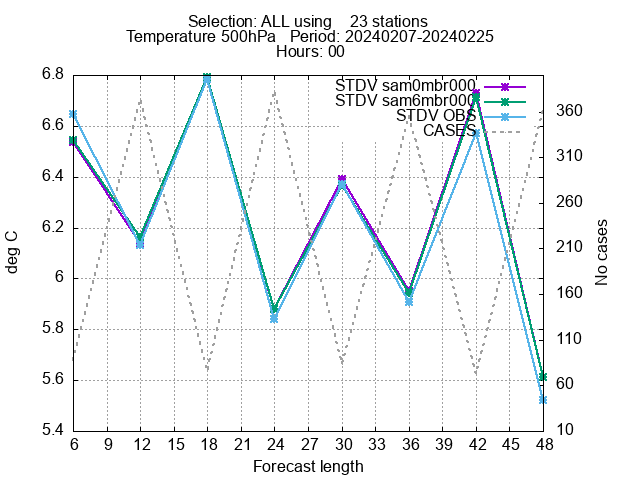 Selection: ALL using 23 stations
Temperature 500hPa Period: 20240207-20240225
Hours: 00
STDV sam0mbr000
STDV sam6mbr000
STDV OBS
CASES
6.8
6.6
6.4
6.2
6
5.8
5.6
5.4
deg C
360
310
260
210
160
110
60
10
No cases
6 9 12 15 18 21 24 27 30 33 36 39 42 45 48
Forecast length